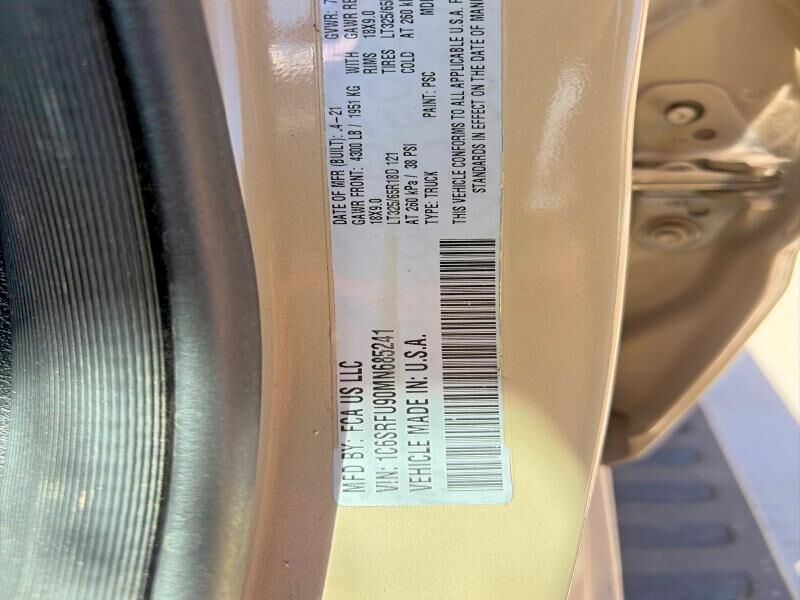 MFD BY: FCA US LLC
DATE OF MFR (BUILT): 4-21
GVWR: 7
GAWR FRONT: 4300 LB / 1951 KG WITH
GAWR RE
18X9.0 RIMS 18X9.0
LT325/65R18D 121 TIRES LT325/65
AT 260 kPa / 38 PSI COLD AT 260 k
VIN: 1C6SRFU90MN685241
TYPE: TRUCK PAINT: PSC MD
VEHICLE MADE IN: U.S.A.
THIS VEHICLE CONFORMS TO ALL APPLICABLE U.S.A. F
STANDARDS IN EFFECT ON THE DATE OF MANU